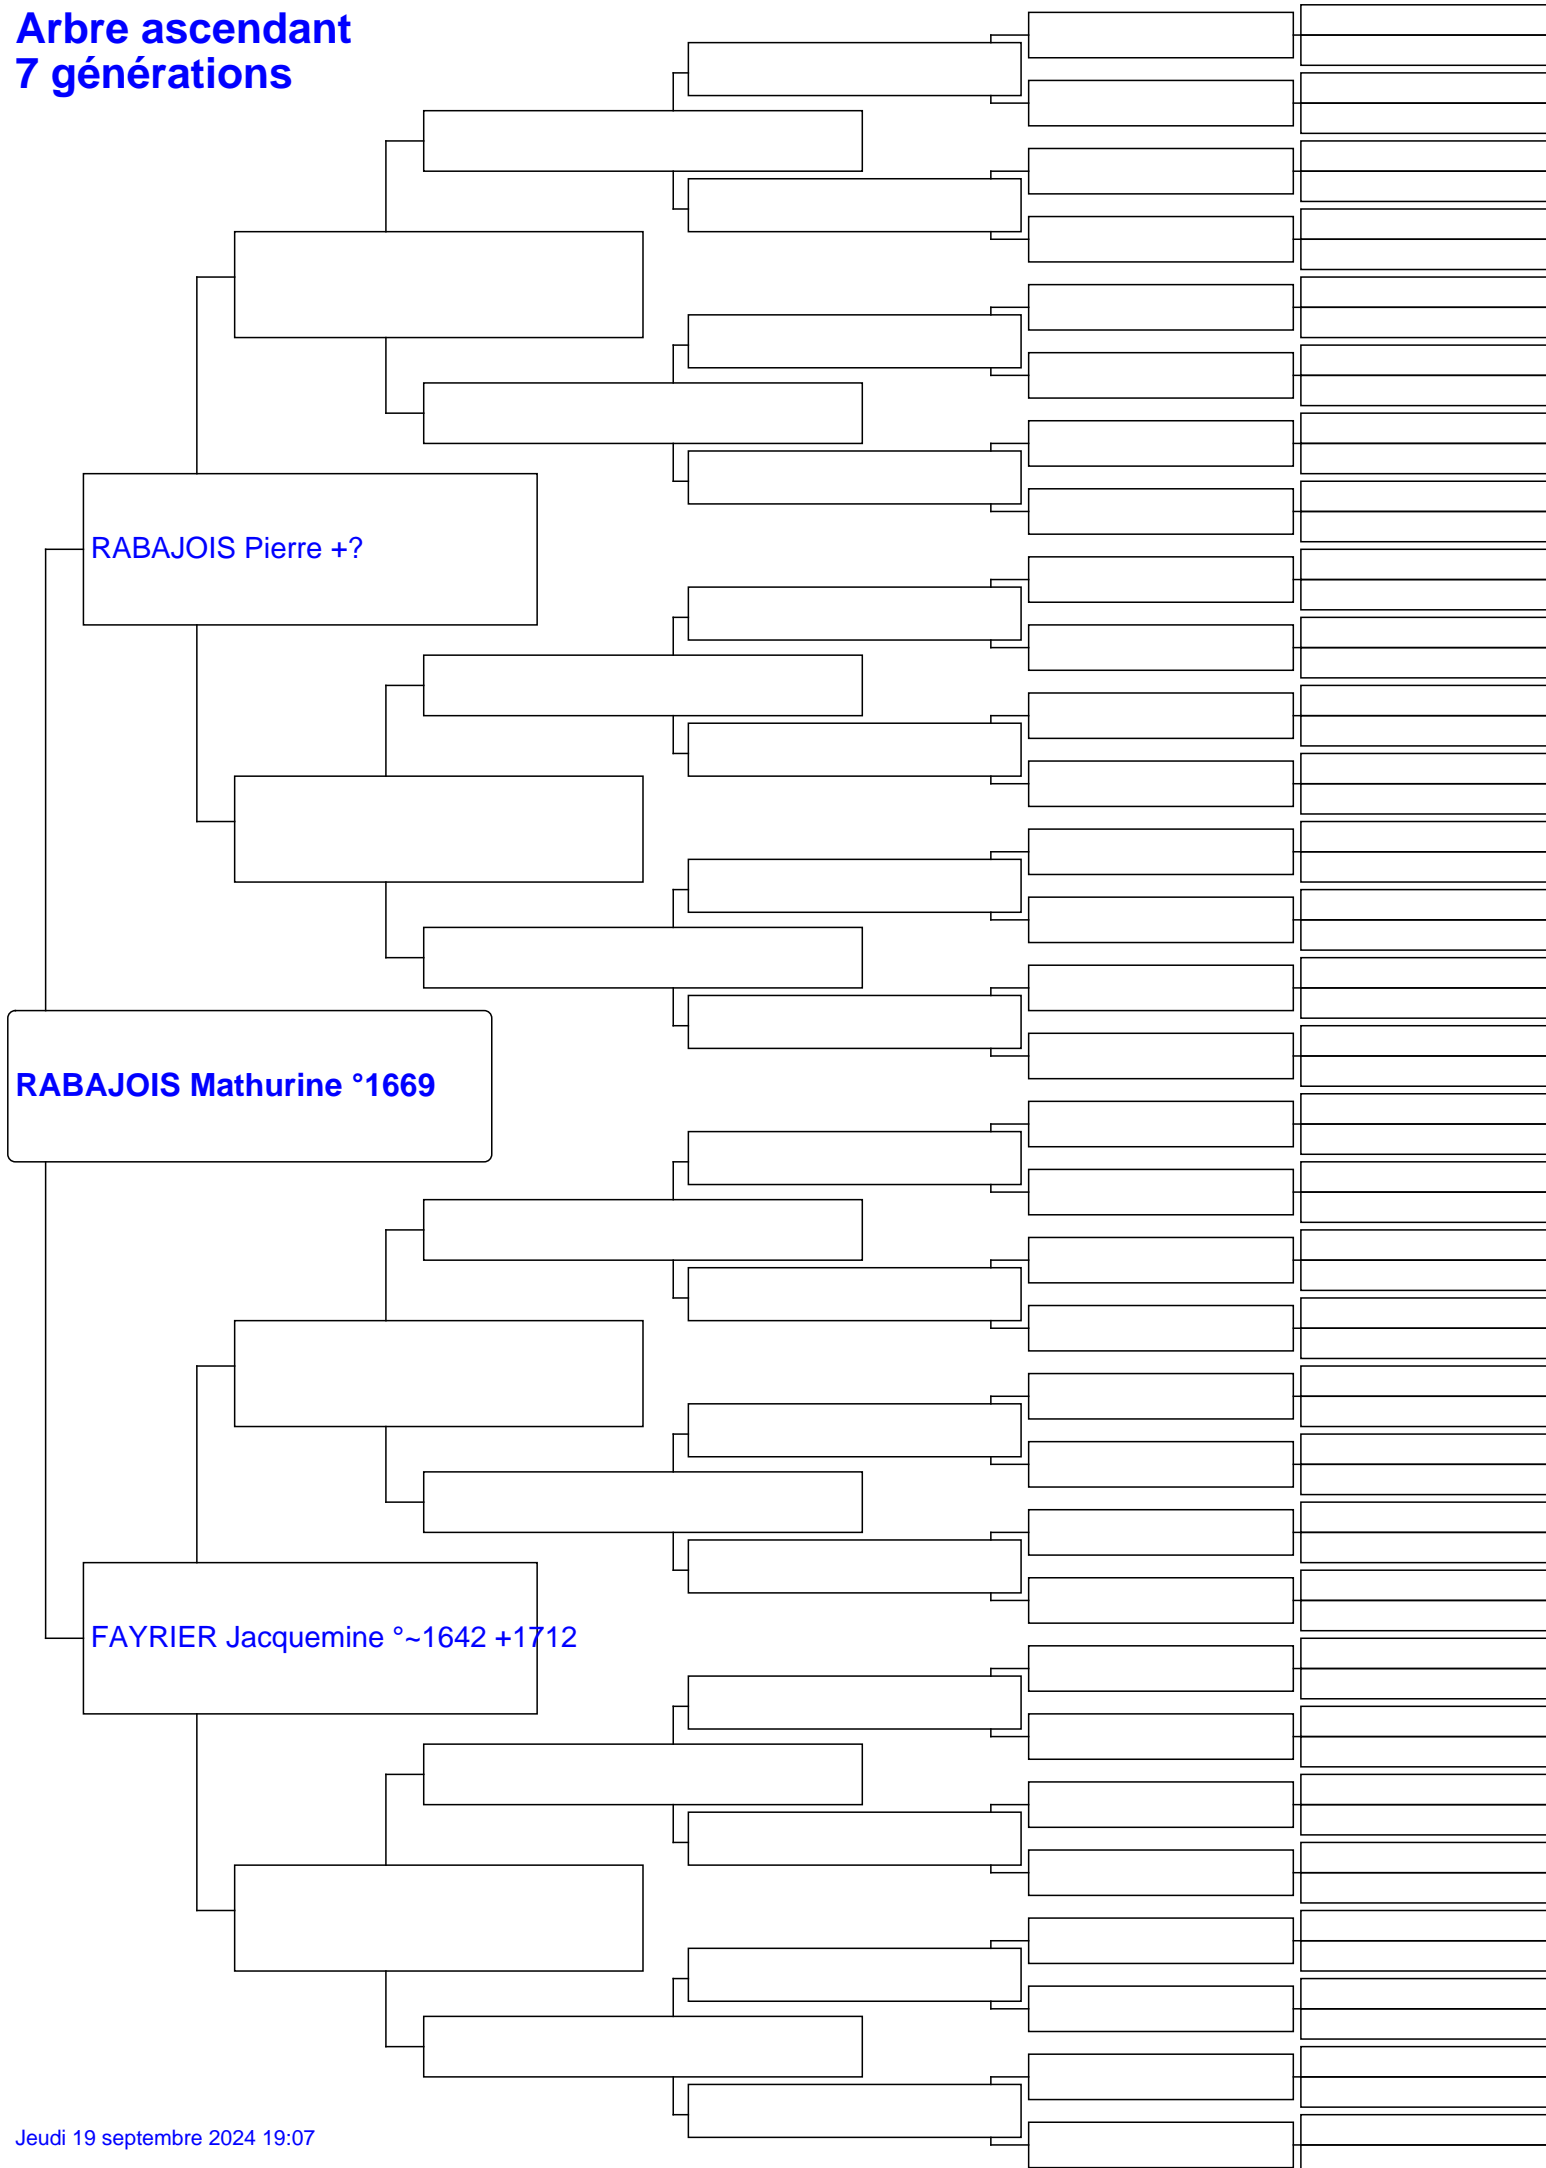 Arbre ascendant
7 générations
RABAJOIS Pierre +?
RABAJOIS Mathurine °1669
FAYRIER Jacquemine °~1642 +1712
Jeudi 19 septembre 2024 19:07